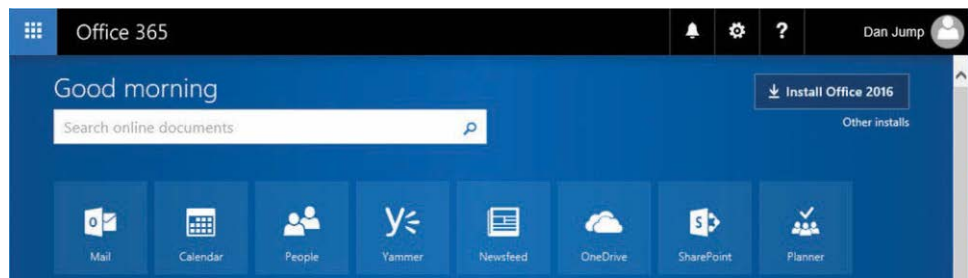 Office 365
?
Dan Jump
Good morning
Install Office 2016
Search online documents
Other installs
Mail Calendar People Yammer Newsfeed OneDrive SharePoint Planner